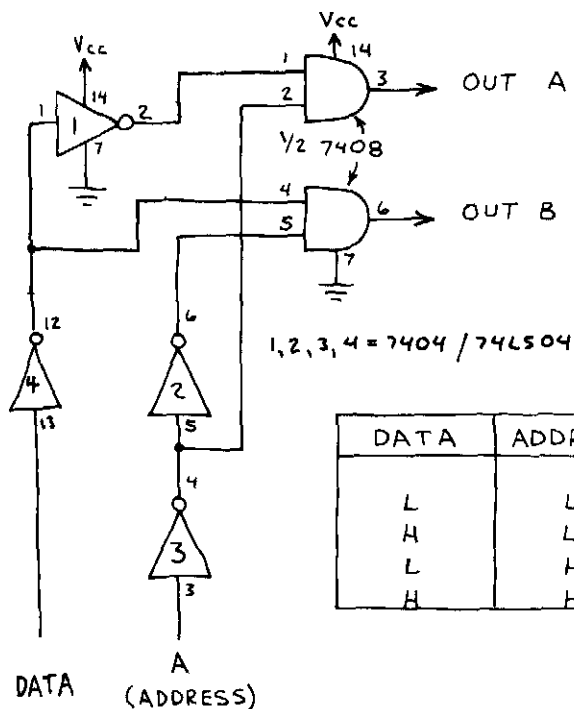 Vcc
Vcc
14
1
3
OUT A
14
1
2
2
1
7
1/2 7408
4
6
OUT B
5
7
12
6
1, 2, 3, 4 = 7404 / 74LS04
4
2
13
5
DATA ADDR
4
L L
3
H L
3
L L
H H
DATA
A
(ADDRESS)